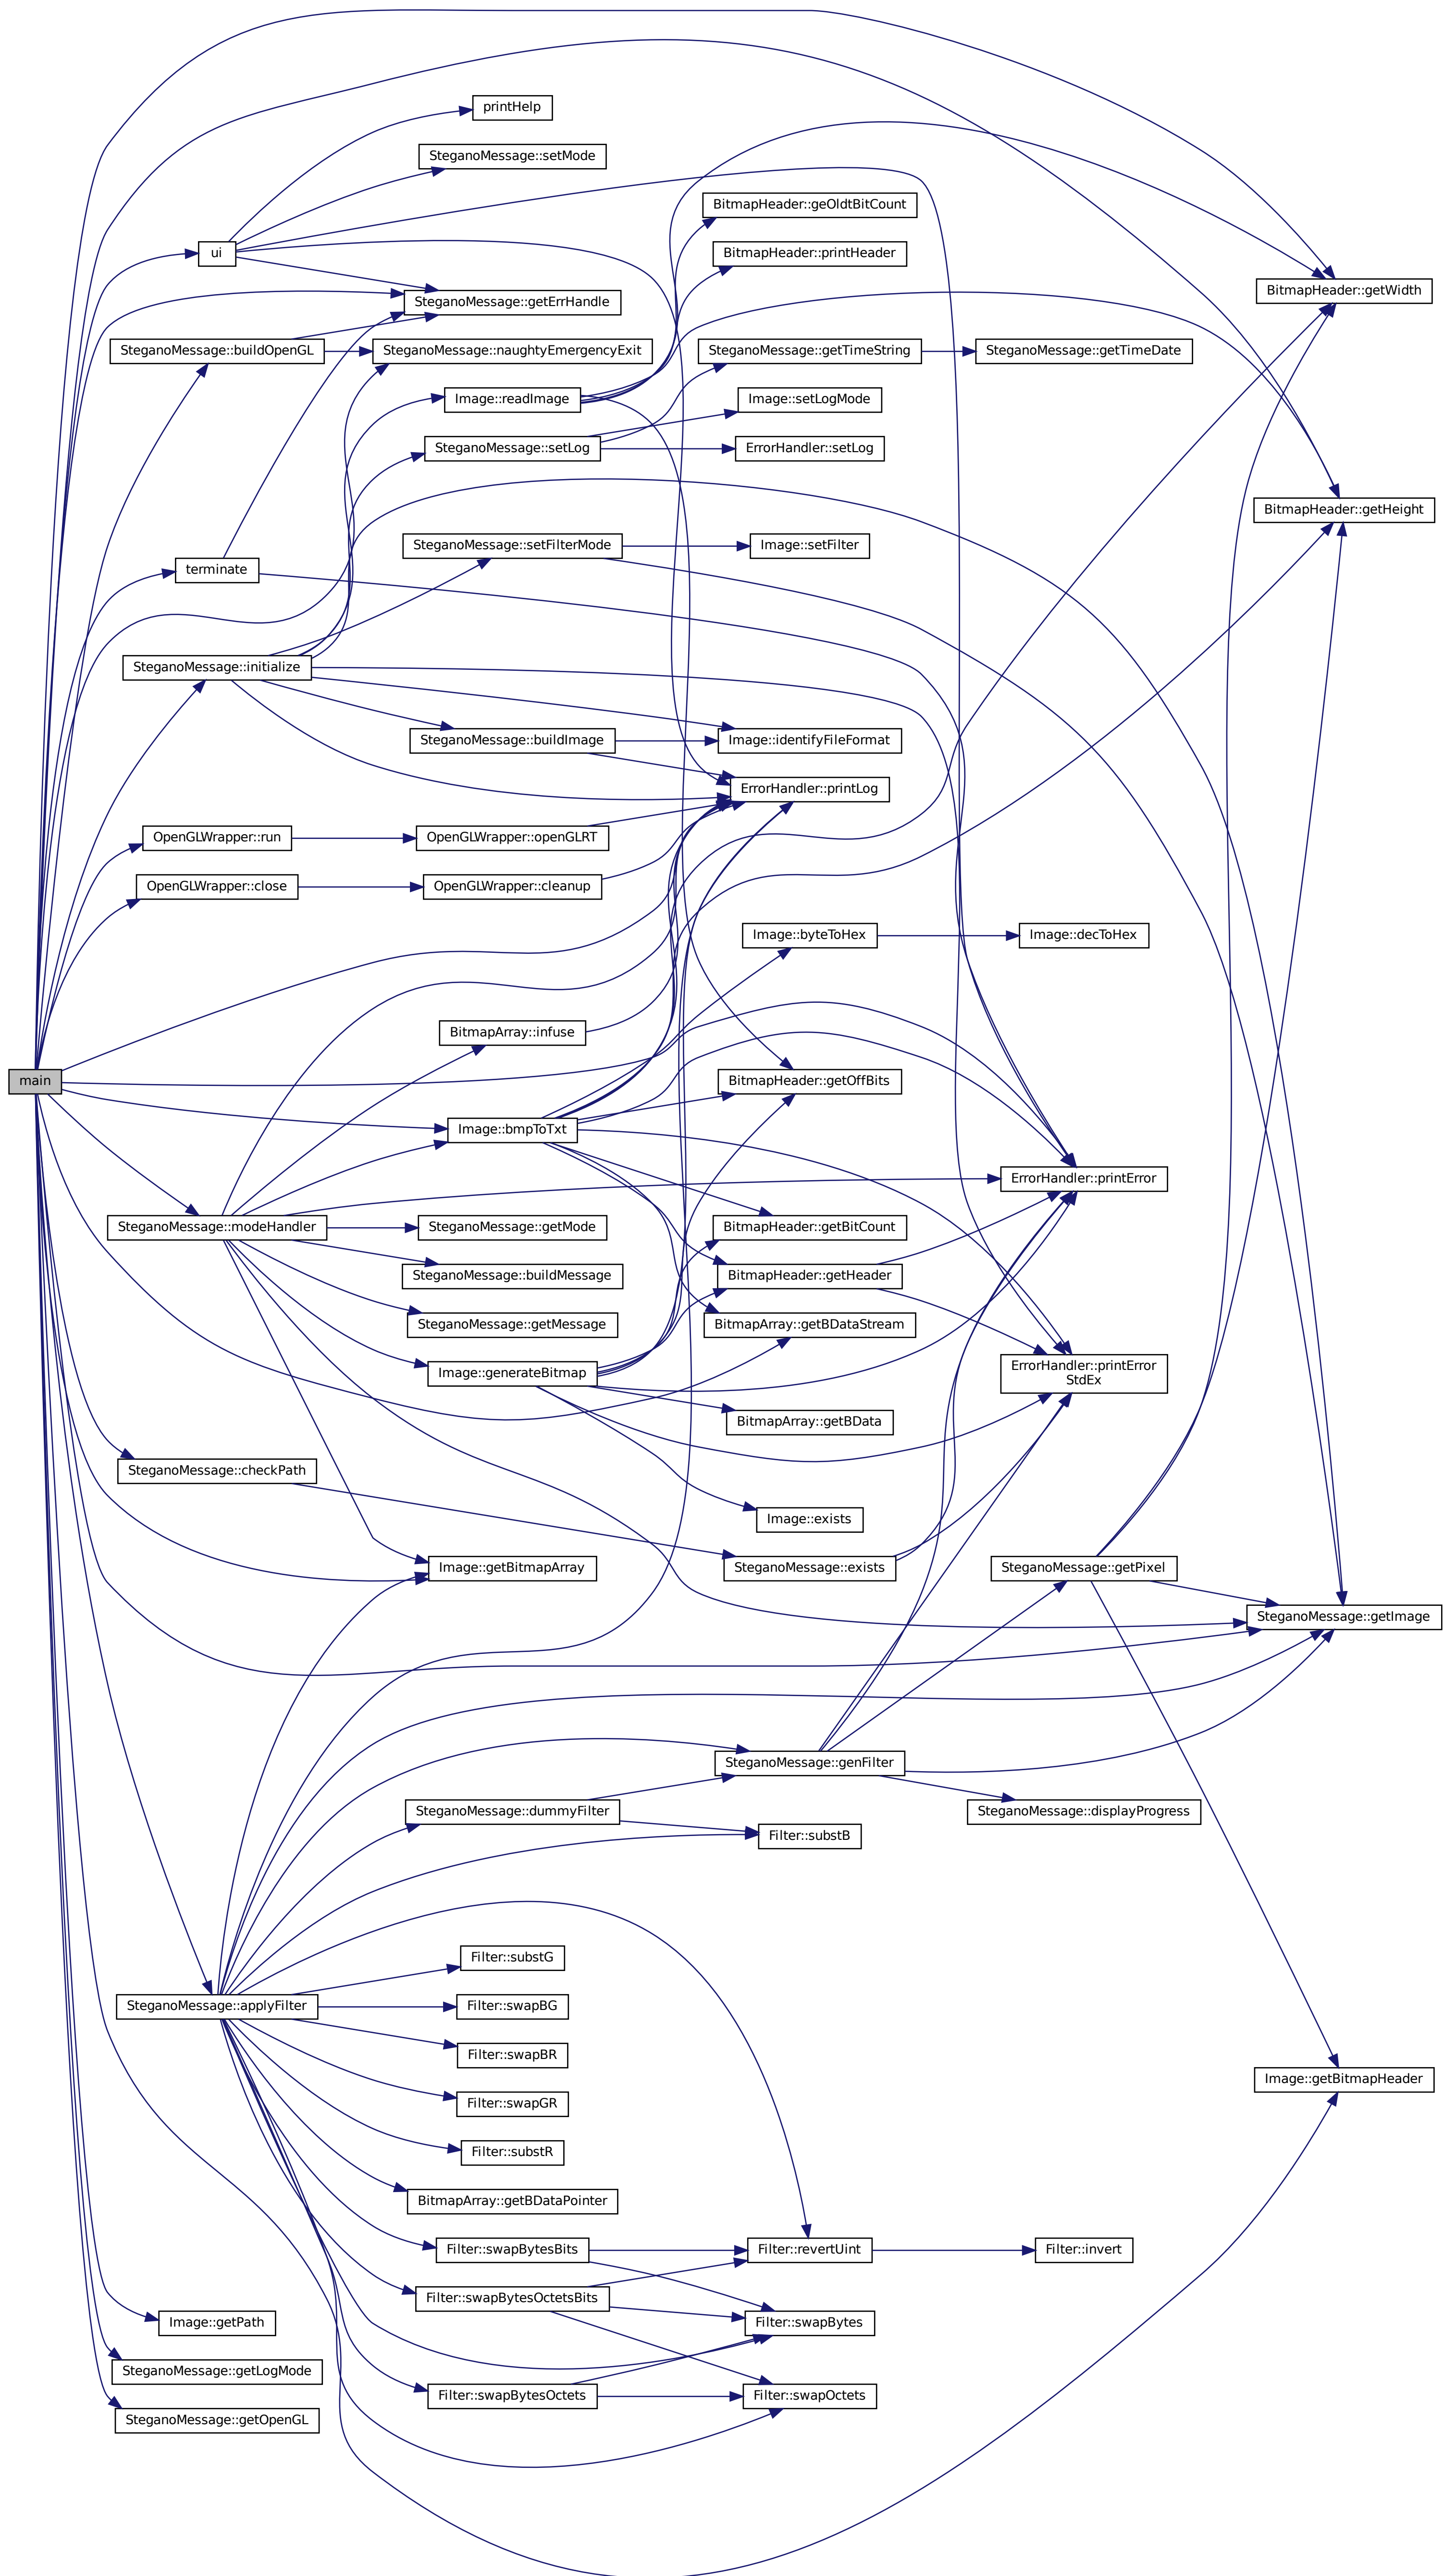 printHelp
SteganoMessage::setMode
BitmapHeader::geOldtBitCount
ui
BitmapHeader::printHeader
BitmapHeader::getWidth
SteganoMessage::getErrHandle
SteganoMessage::buildOpenGL
SteganoMessage::naughtyEmergencyExit
SteganoMessage::getTimeString
SteganoMessage::getTimeDate
Image::readImage
Image::setLogMode
SteganoMessage::setLog
ErrorHandler::setLog
BitmapHeader::getHeight
SteganoMessage::setFilterMode
Image::setFilter
terminate
SteganoMessage::initialize
SteganoMessage::buildImage
Image::identifyFileFormat
ErrorHandler::printLog
OpenGLWrapper::run
OpenGLWrapper::openGLRT
OpenGLWrapper::close
OpenGLWrapper::cleanup
Image::byteToHex
Image::decToHex
BitmapArray::infuse
main
BitmapHeader::getOffBits
Image::bmpToTxt
ErrorHandler::printError
SteganoMessage::modeHandler
SteganoMessage::getMode
BitmapHeader::getBitCount
SteganoMessage::buildMessage
BitmapHeader::getHeader
SteganoMessage::getMessage
BitmapArray::getBDataStream
Image::generateBitmap
ErrorHandler::printError
StdEx
BitmapArray::getBData
SteganoMessage::checkPath
Image::exists
Image::getBitmapArray
SteganoMessage::exists
SteganoMessage::getPixel
SteganoMessage::getImage
SteganoMessage::genFilter
SteganoMessage::dummyFilter
SteganoMessage::displayProgress
Filter::substB
Filter::substG
SteganoMessage::applyFilter
Filter::swapBG
Filter::swapBR
Image::getBitmapHeader
Filter::swapGR
Filter::substR
BitmapArray::getBDataPointer
Filter::swapBytesBits
Filter::revertUint
Filter::invert
Filter::swapBytesOctetsBits
Image::getPath
Filter::swapBytes
SteganoMessage::getLogMode
Filter::swapBytesOctets
Filter::swapOctets
SteganoMessage::getOpenGL